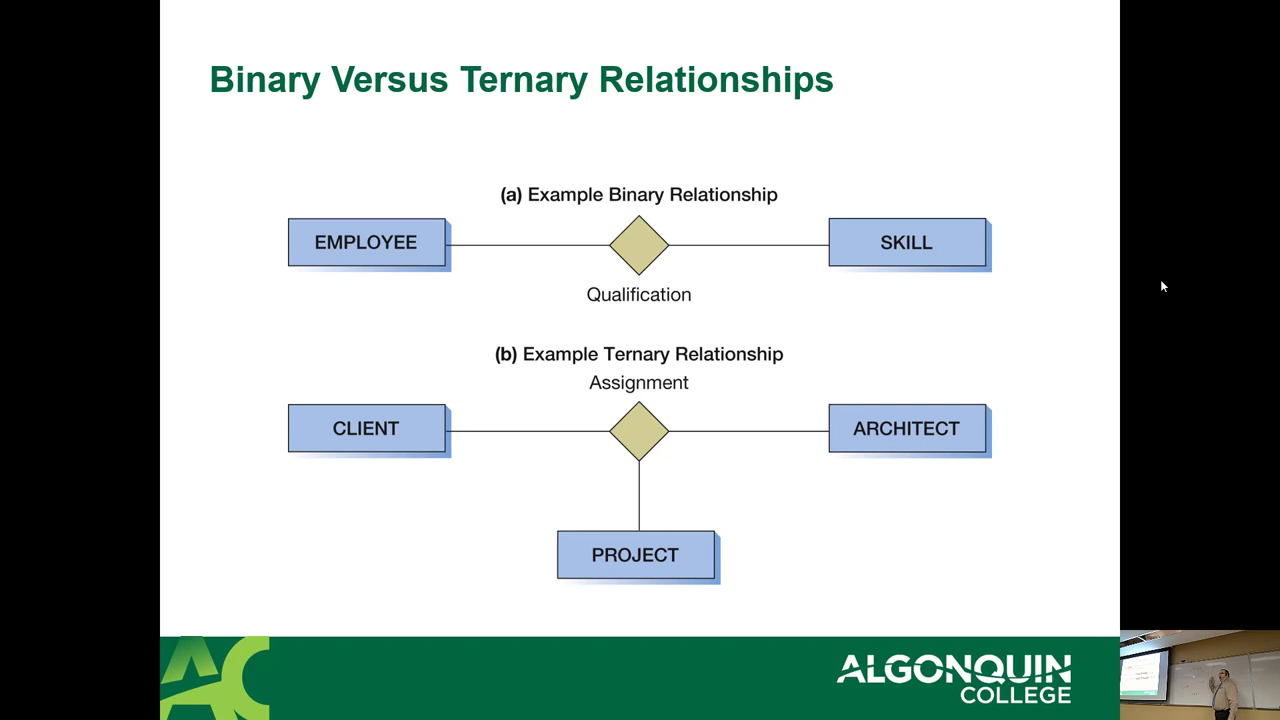 Binary Versus Ternary Relationships
(a) Example Binary Relationship
EMPLOYEE
SKILL
Qualification
(b) Example Ternary Relationship
Assignment
CLIENT
ARCHITECT
PROJECT
AC
ALGONQUIN
COLLEGE